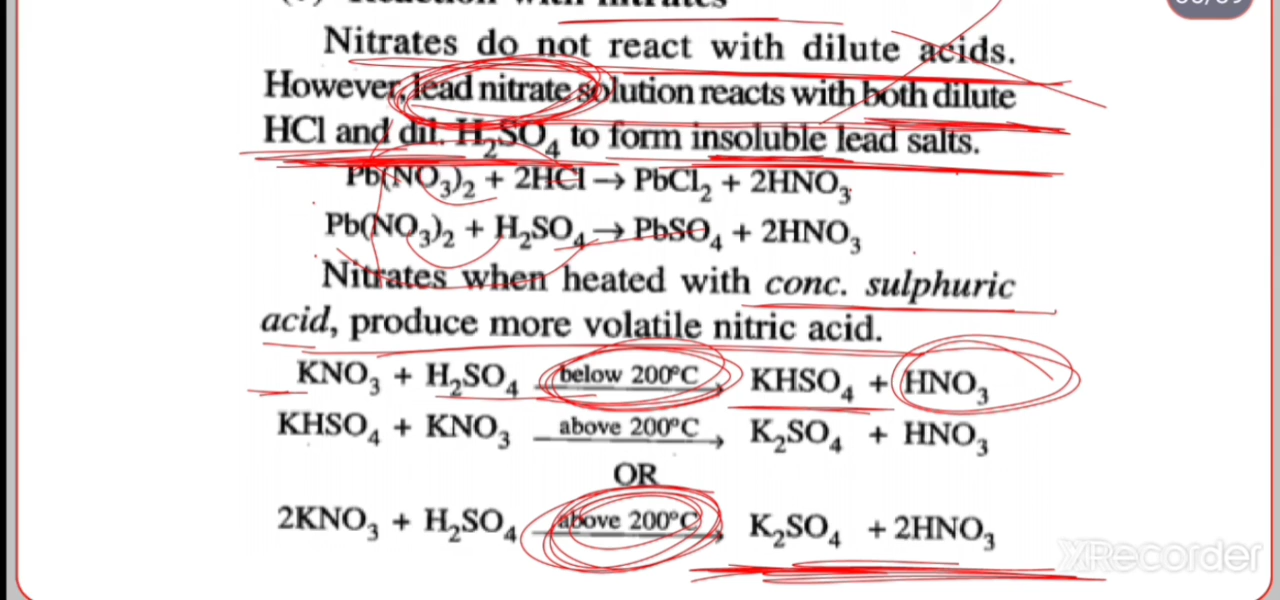 Reaction with nitrates
Nitrates do not react with dilute acids.
However, lead nitrate solution reacts with both dilute
HCl and dil. H₂SO₄ to form insoluble lead salts.
Pb(NO₃)₂ + 2HCl → PbCl₂ + 2HNO₃
Pb(NO₃)₂ + H₂SO₄ → PbSO₄ + 2HNO₃
Nitrates when heated with conc. sulphuric
acid, produce more volatile nitric acid.
KNO₃ + H₂SO₄ below 200°C → KHSO₄ + HNO₃
KHSO₄ + KNO₃ above 200°C → K₂SO₄ + HNO₃
OR
2KNO₃ + H₂SO₄ above 200°C → K₂SO₄ + 2HNO₃
XRecorder